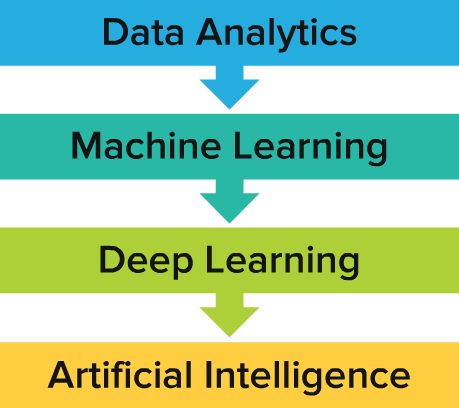 Data Analytics
Machine Learning
Deep Learning
Artificial Intelligence